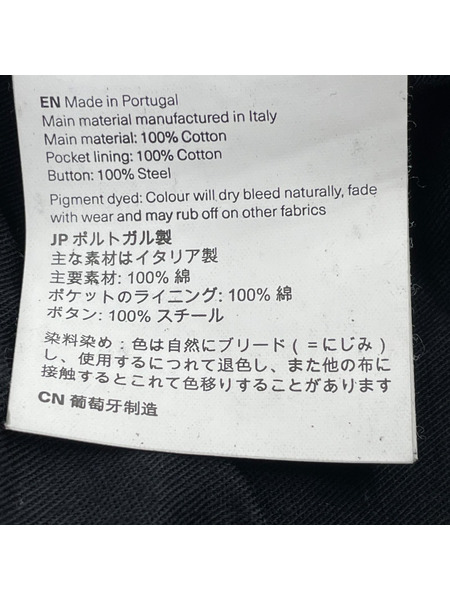 EN Made in Portugal
Main material manufactured in Italy
Main material: 100% Cotton
Pocket lining: 100% Cotton
Button: 100% Steel
Pigment dyed: Colour will dry bleed naturally, fade
with wear and may rub off on other fabrics
JP ポルトガル製
主な素材はイタリア製
主要素材: 100% 綿
ポケットのライニング: 100% 綿
ボタン: 100% スチール
染料染め：色は自然にブリード（＝にじみ）
し、使用するにつれて退色し、また他の布に
接触するとこれて色移りすることがあります
CN 葡萄牙制造